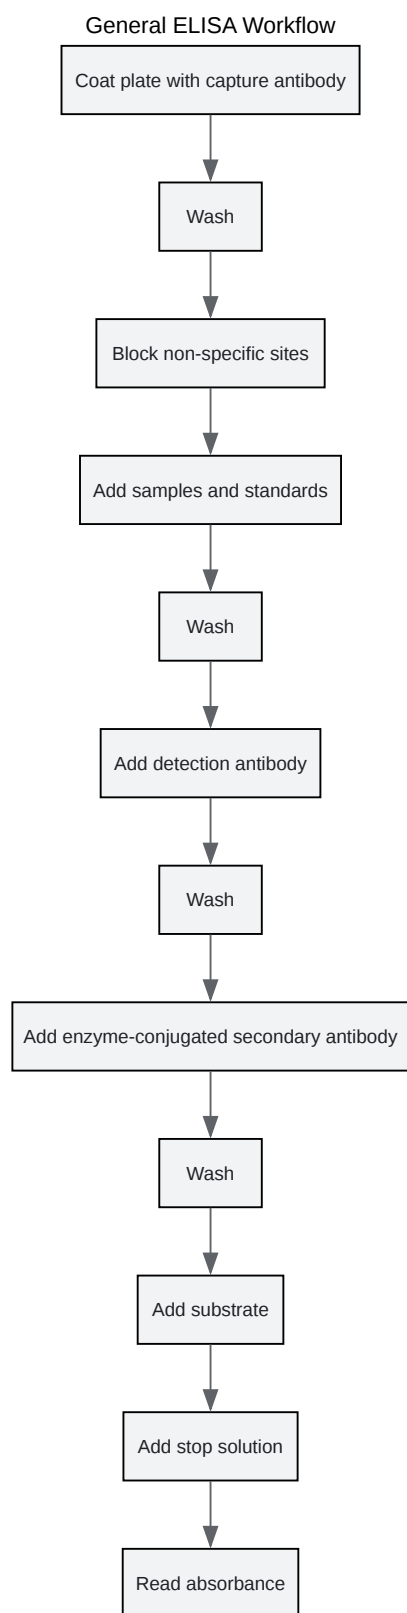 General ELISA Workflow
Coat plate with capture antibody
Wash
Block non-specific sites
Add samples and standards
Wash
Add detection antibody
Wash
Add enzyme-conjugated secondary antibody
Wash
Add substrate
Add stop solution
Read absorbance